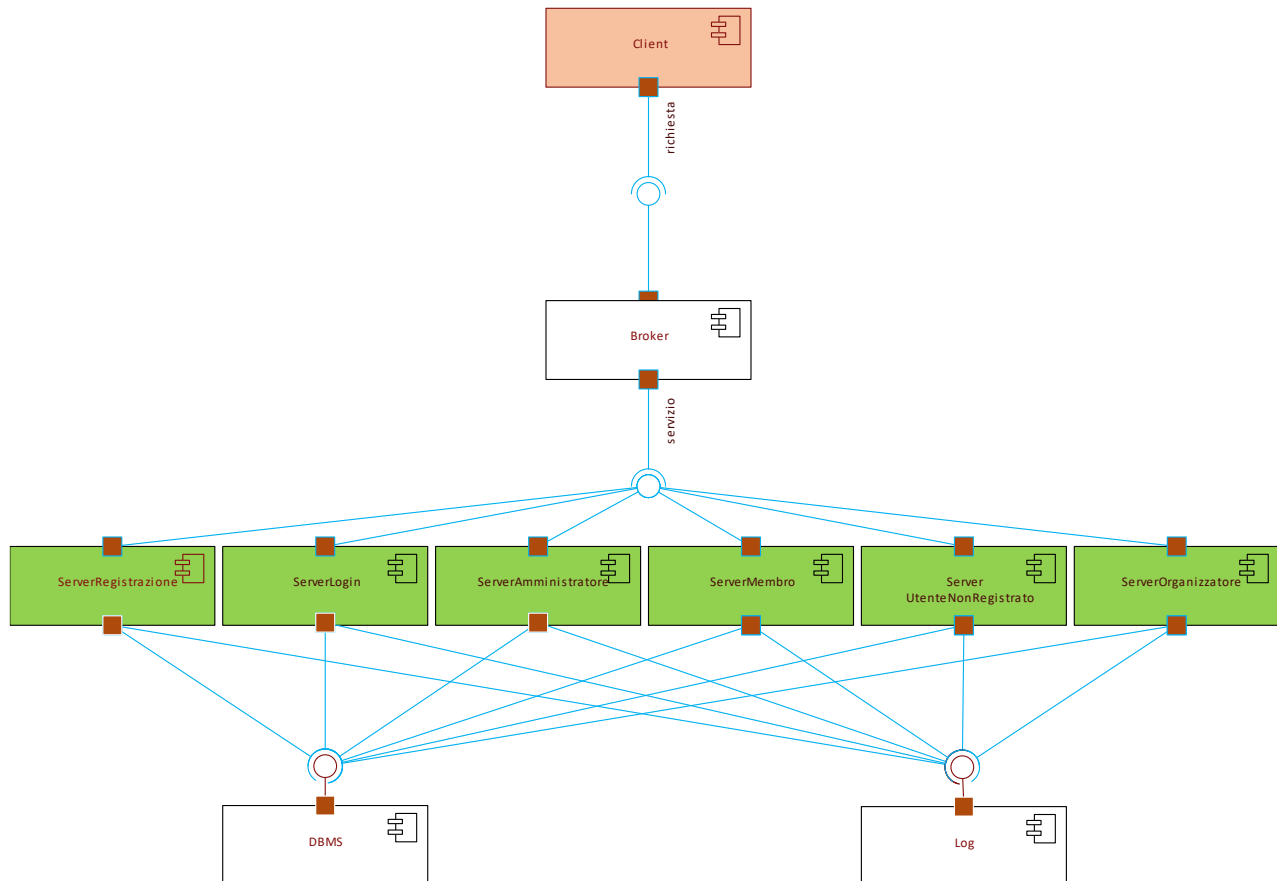 Client
richiesta
Broker
servizio
ServerRegistrazione
ServerLogin
ServerAmministratore
ServerMembro
Server
UtenteNonRegistrato
ServerOrganizzatore
DBMS
Log